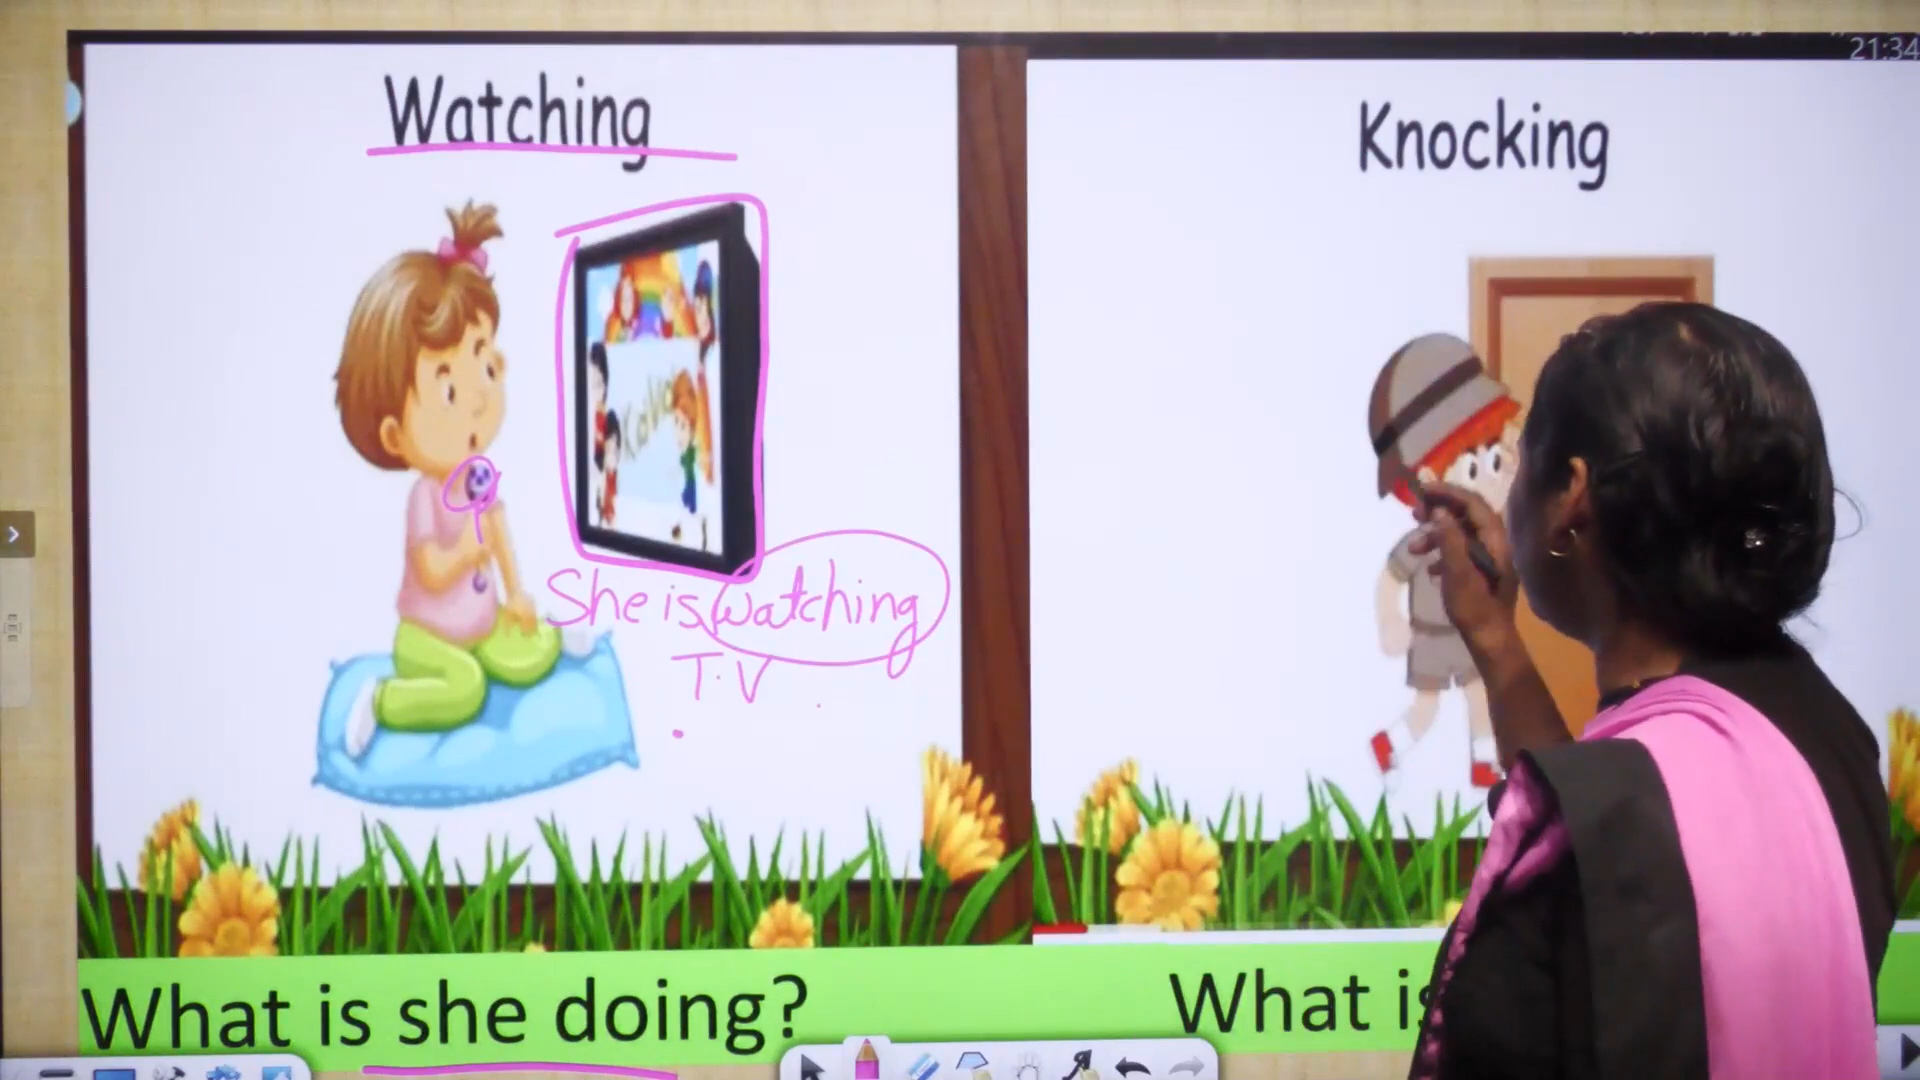 21:34
Watching
Knocking
She is watching
T.V
What is she doing?
What is